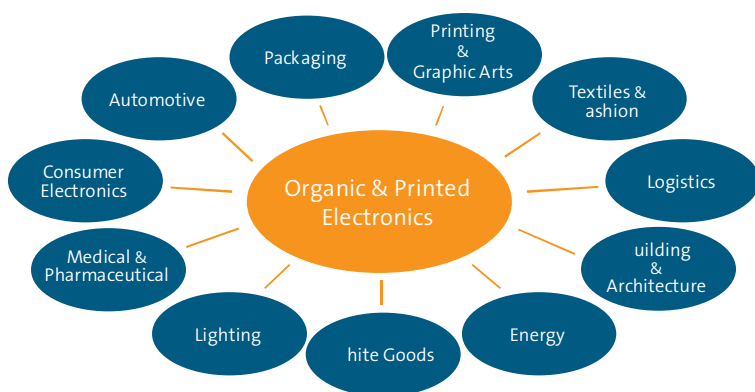 Printing
&
Graphic Arts
Packaging
Textiles &
ashion
Automotive
Consumer
Electronics
Organic & Printed
Electronics
Logistics
Medical &
Pharmaceutical
uilding
&
Architecture
Lighting
hite Goods
Energy